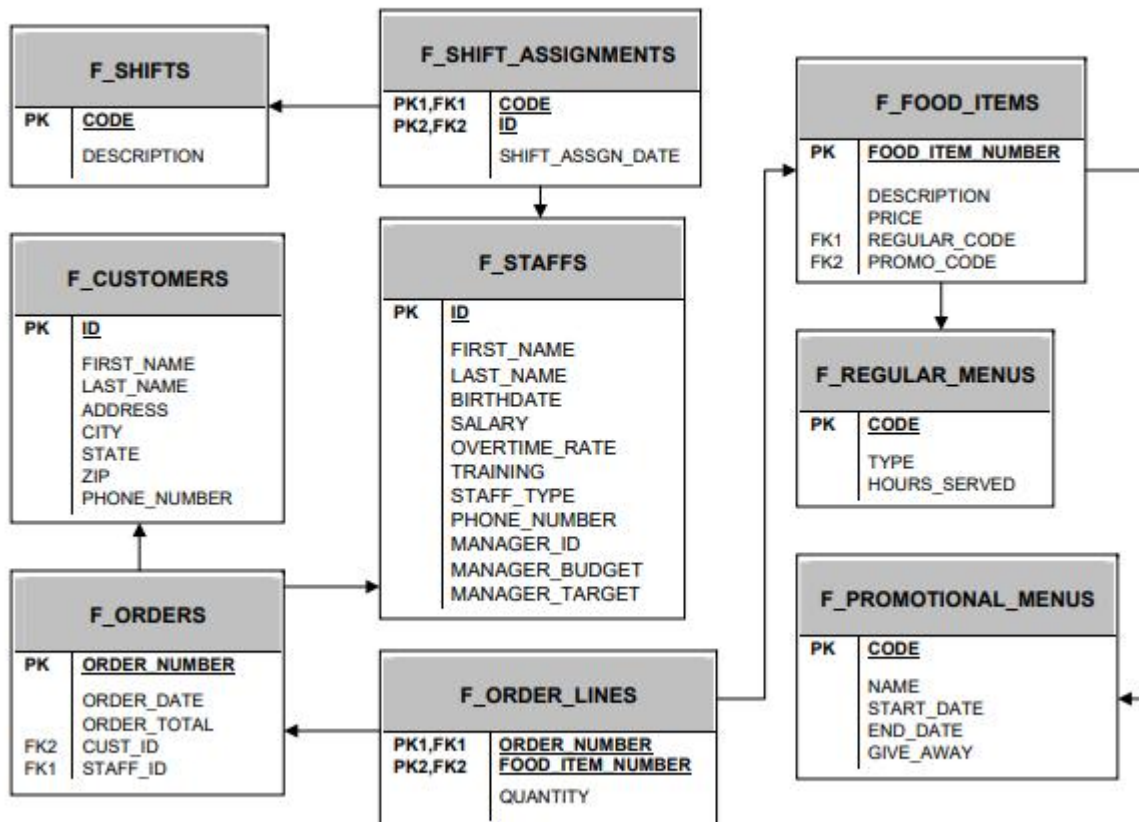 F_SHIFTS
PK CODE
DESCRIPTION
F_SHIFT_ASSIGNMENTS
PK1,FK1 CODE
PK2,FK2 ID
SHIFT_ASSGN_DATE
F_FOOD_ITEMS
PK FOOD_ITEM_NUMBER
DESCRIPTION
PRICE
FK1 REGULAR_CODE
FK2 PROMO_CODE
F_CUSTOMERS
PK ID
FIRST_NAME
LAST_NAME
ADDRESS
CITY
STATE
ZIP
PHONE_NUMBER
F_STAFFS
PK ID
FIRST_NAME
LAST_NAME
BIRTHDATE
SALARY
OVERTIME_RATE
TRAINING
STAFF_TYPE
PHONE_NUMBER
MANAGER_ID
MANAGER_BUDGET
MANAGER_TARGET
F_REGULAR_MENUS
PK CODE
TYPE
HOURS_SERVED
F_ORDERS
PK ORDER_NUMBER
ORDER_DATE
ORDER_TOTAL
FK2 CUST_ID
FK1 STAFF_ID
F_ORDER_LINES
PK1,FK1 ORDER_NUMBER
PK2,FK2 FOOD_ITEM_NUMBER
QUANTITY
F_PROMOTIONAL_MENUS
PK CODE
NAME
START_DATE
END_DATE
GIVE_AWAY